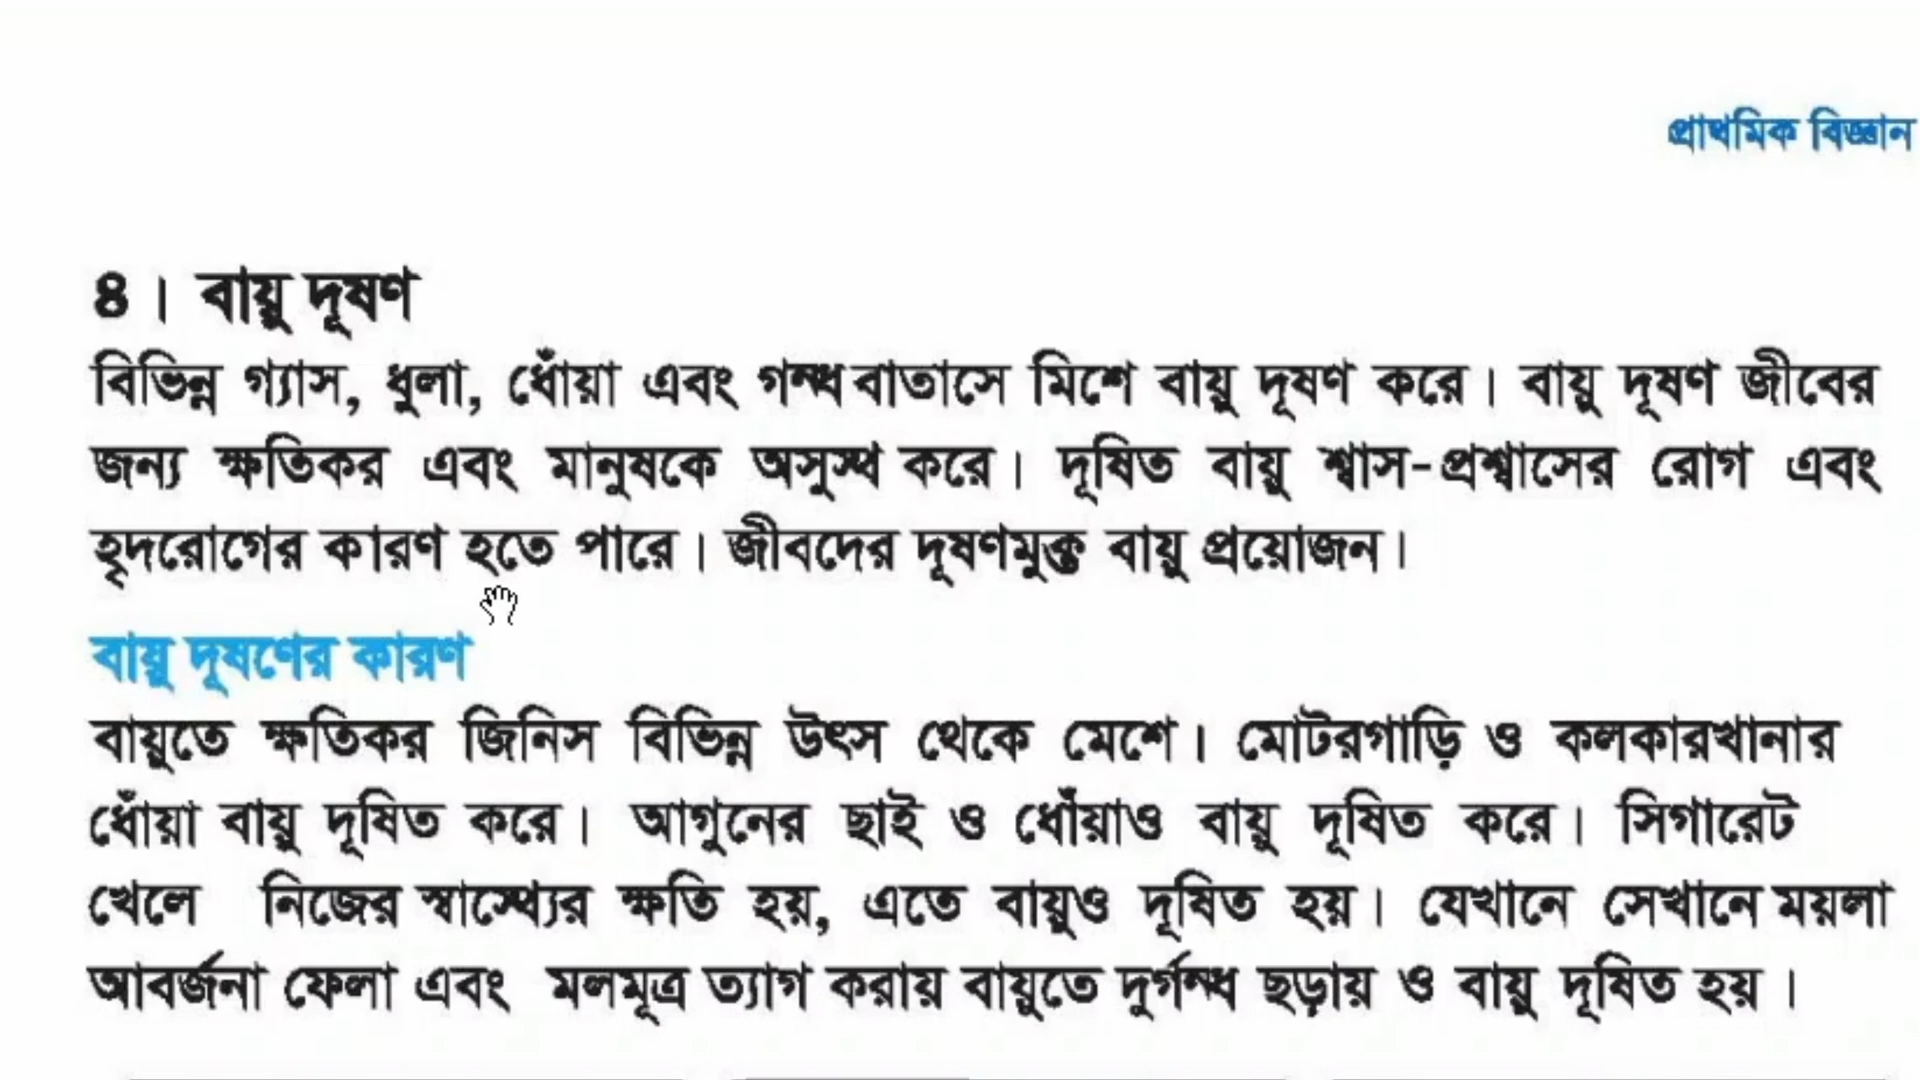 প্রাথমিক বিজ্ঞান
৪। বায়ু দূষণ
বিভিন্ন গ্যাস, ধুলা, ধোঁয়া এবং গন্ধ বাতাসে মিশে বায়ু দূষণ করে। বায়ু দূষণ জীবের
জন্য ক্ষতিকর এবং মানুষকে অসুস্থ করে। দূষিত বায়ু শ্বাস-প্রশ্বাসের রোগ এবং
হৃদরোগের কারণ হতে পারে। জীবদের দূষণমুক্ত বায়ু প্রয়োজন।
বায়ু দূষণের কারণ
বায়ুতে ক্ষতিকর জিনিস বিভিন্ন উৎস থেকে মেশে। মোটরগাড়ি ও কলকারখানার
ধোঁয়া বায়ু দূষিত করে। আগুনের ছাই ও ধোঁয়াও বায়ু দূষিত করে। সিগারেট
খেলে নিজের স্বাস্থ্যের ক্ষতি হয়, এতে বায়ুও দূষিত হয়। যেখানে সেখানে ময়লা
আবর্জনা ফেলা এবং মলমূত্র ত্যাগ করায় বায়ুতে দুর্গন্ধ ছড়ায় ও বায়ু দূষিত হয়।